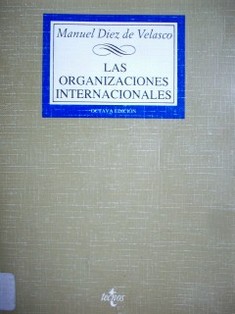 Manuel Diez de Velasco
LAS
ORGANIZACIONES
INTERNACIONALES
OCTAVA EDICIÓN
tecnos